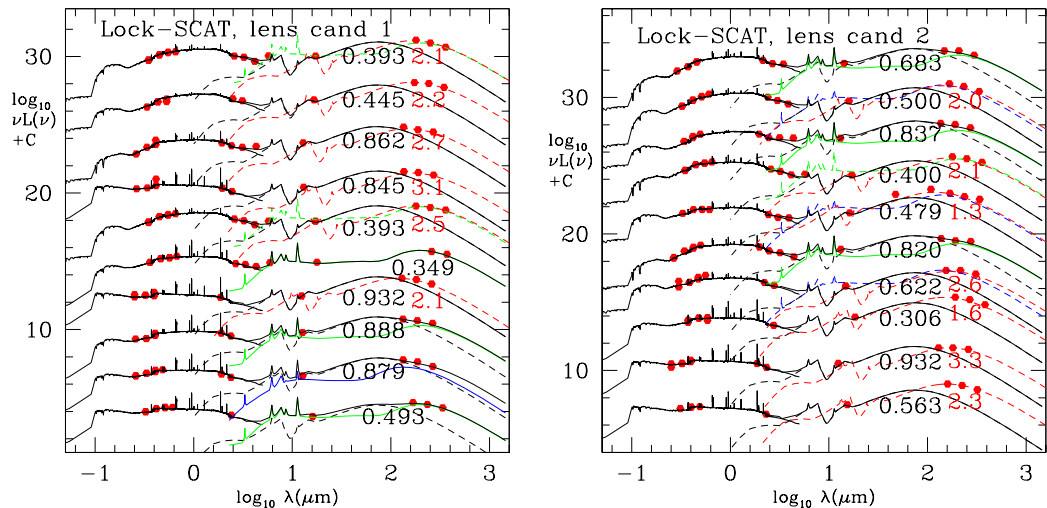 Lock−SCAT, lens cand 1
30
20
10
log₁₀
νL(ν)
+C
0.393 2.1
0.445 2.2
0.862 2.7
0.845 3.1
0.393 2.5
0.349
0.932 2.1
0.888
0.879
0.493
−1 0 1 2 3
log₁₀ λ(μm)
Lock−SCAT, lens cand 2
30
20
10
log₁₀
νL(ν)
+C
0.683
0.500 2.0
0.837
0.400 2.1
0.479 1.3
0.820
0.622 2.6
0.306 1.6
0.932 3.3
0.563 2.3
−1 0 1 2 3
log₁₀ λ(μm)